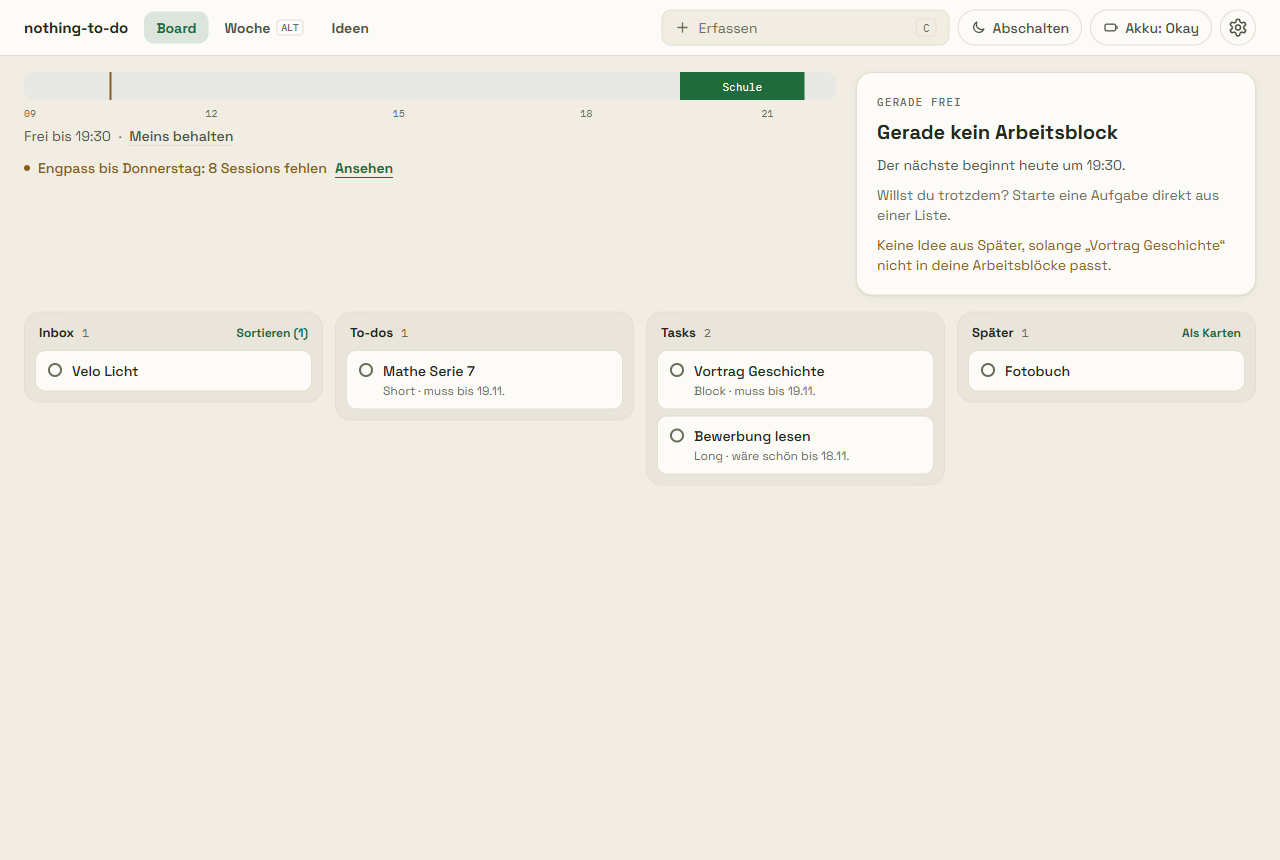 nothing-to-do
Board
Woche ALT
Ideen
Erfassen C
Abschalten
Akku: Okay
Schule
09 12 15 18 21
Frei bis 19:30 · Meins behalten
Engpass bis Donnerstag: 8 Sessions fehlen Ansehen
GERADE FREI
Gerade kein Arbeitsblock
Der nächste beginnt heute um 19:30.
Willst du trotzdem? Starte eine Aufgabe direkt aus
einer Liste.
Keine Idee aus Später, solange „Vortrag Geschichte“
nicht in deine Arbeitsblöcke passt.
Inbox 1 Sortieren (1)
Velo Licht
To-dos 1
Mathe Serie 7
Short · muss bis 19.11.
Tasks 2
Vortrag Geschichte
Block · muss bis 19.11.
Bewerbung lesen
Long · wäre schön bis 18.11.
Später 1 Als Karten
Fotobuch